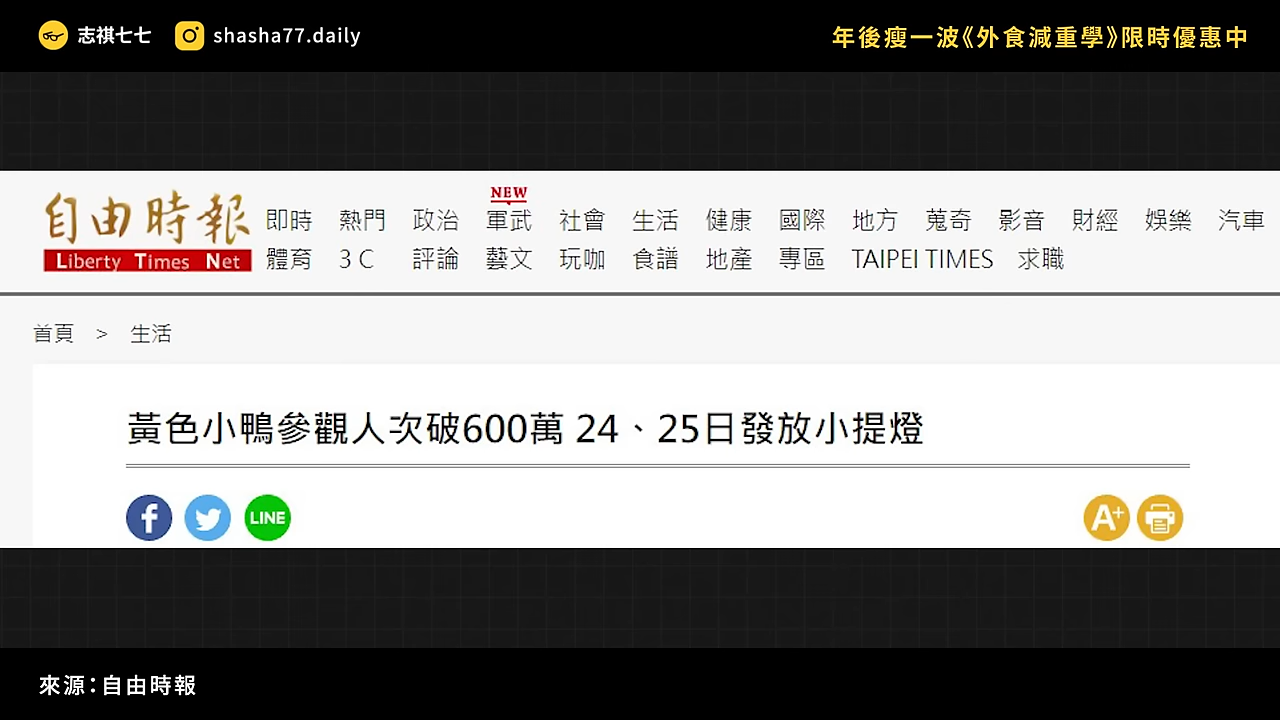 志祺七七 shasha77.daily 年後瘦一波《外食減重學》限時優惠中
自由時報
Liberty Times Net
NEW
即時 熱門 政治 軍武 社會 生活 健康 國際 地方 蒐奇 影音 財經 娛樂 汽車
體育 3C 評論 藝文 玩咖 食譜 地產 專區 TAIPEI TIMES 求職
首頁 > 生活
黃色小鴨參觀人次破600萬 24、25日發放小提燈
f LINE A+
來源：自由時報